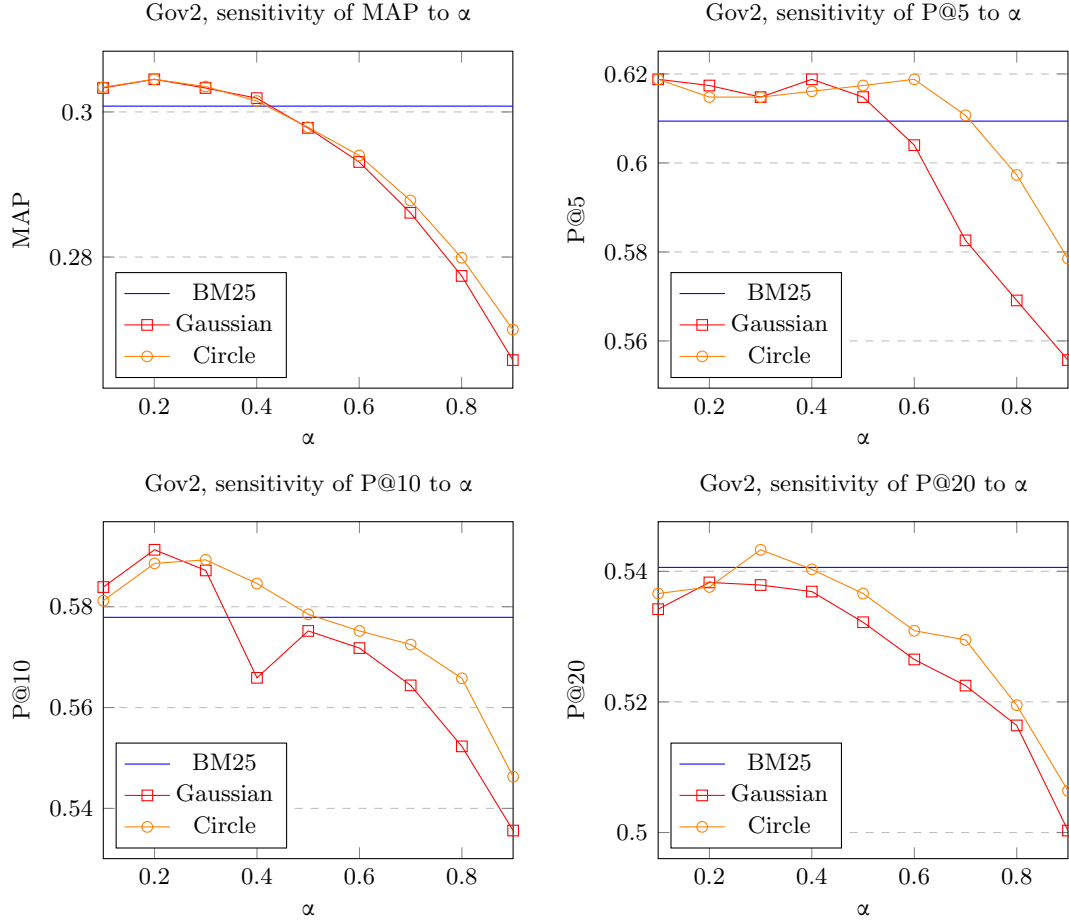 Gov2, sensitivity of MAP to α
0.3
0.28
MAP
BM25
Gaussian
Circle
0.2 0.4 0.6 0.8
α
Gov2, sensitivity of P@5 to α
0.62
0.6
0.58
0.56
P@5
BM25
Gaussian
Circle
0.2 0.4 0.6 0.8
α
Gov2, sensitivity of P@10 to α
0.58
0.56
0.54
P@10
BM25
Gaussian
Circle
0.2 0.4 0.6 0.8
α
Gov2, sensitivity of P@20 to α
0.54
0.52
0.5
P@20
BM25
Gaussian
Circle
0.2 0.4 0.6 0.8
α